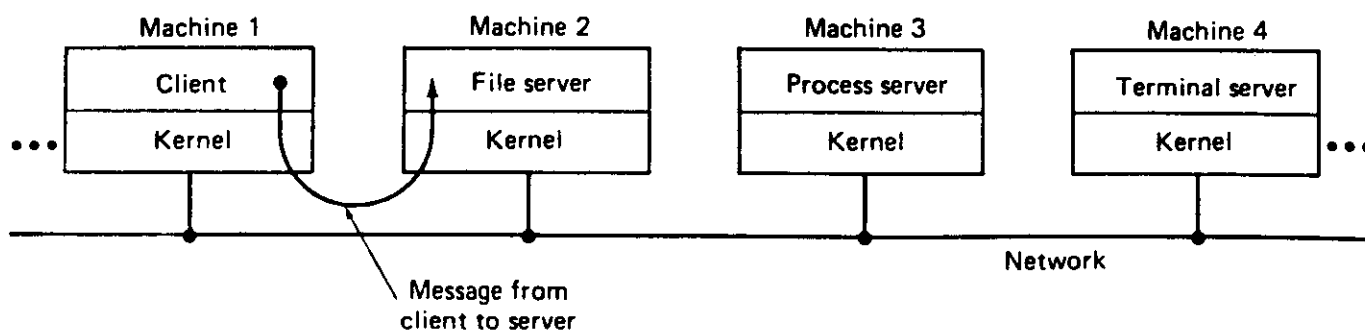 Machine 1
Machine 2
Machine 3
Machine 4
Client
File server
Process server
Terminal server
Kernel
Kernel
Kernel
Kernel
Network
Message from
client to server